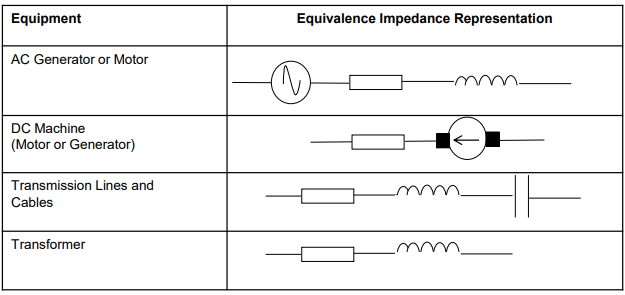 Equipment
Equivalence Impedance Representation
AC Generator or Motor
DC Machine
(Motor or Generator)
Transmission Lines and
Cables
Transformer